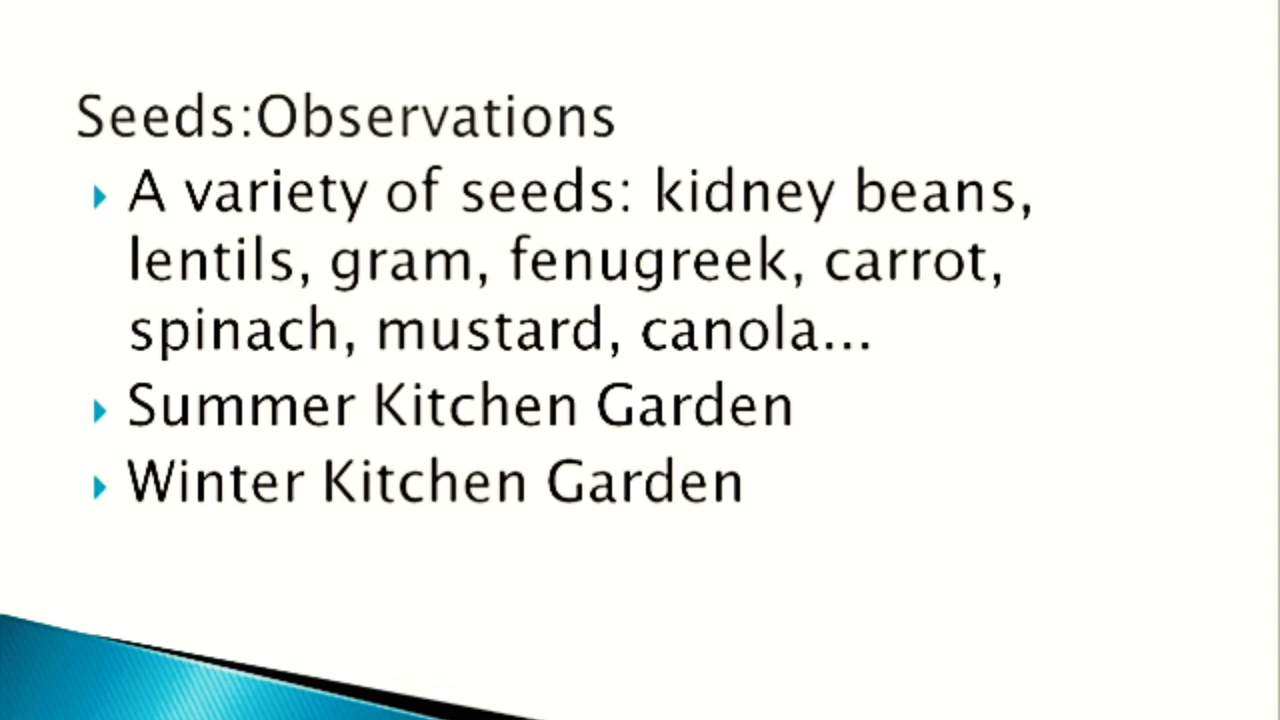 Seeds:Observations
A variety of seeds: kidney beans,
lentils, gram, fenugreek, carrot,
spinach, mustard, canola...
Summer Kitchen Garden
Winter Kitchen Garden